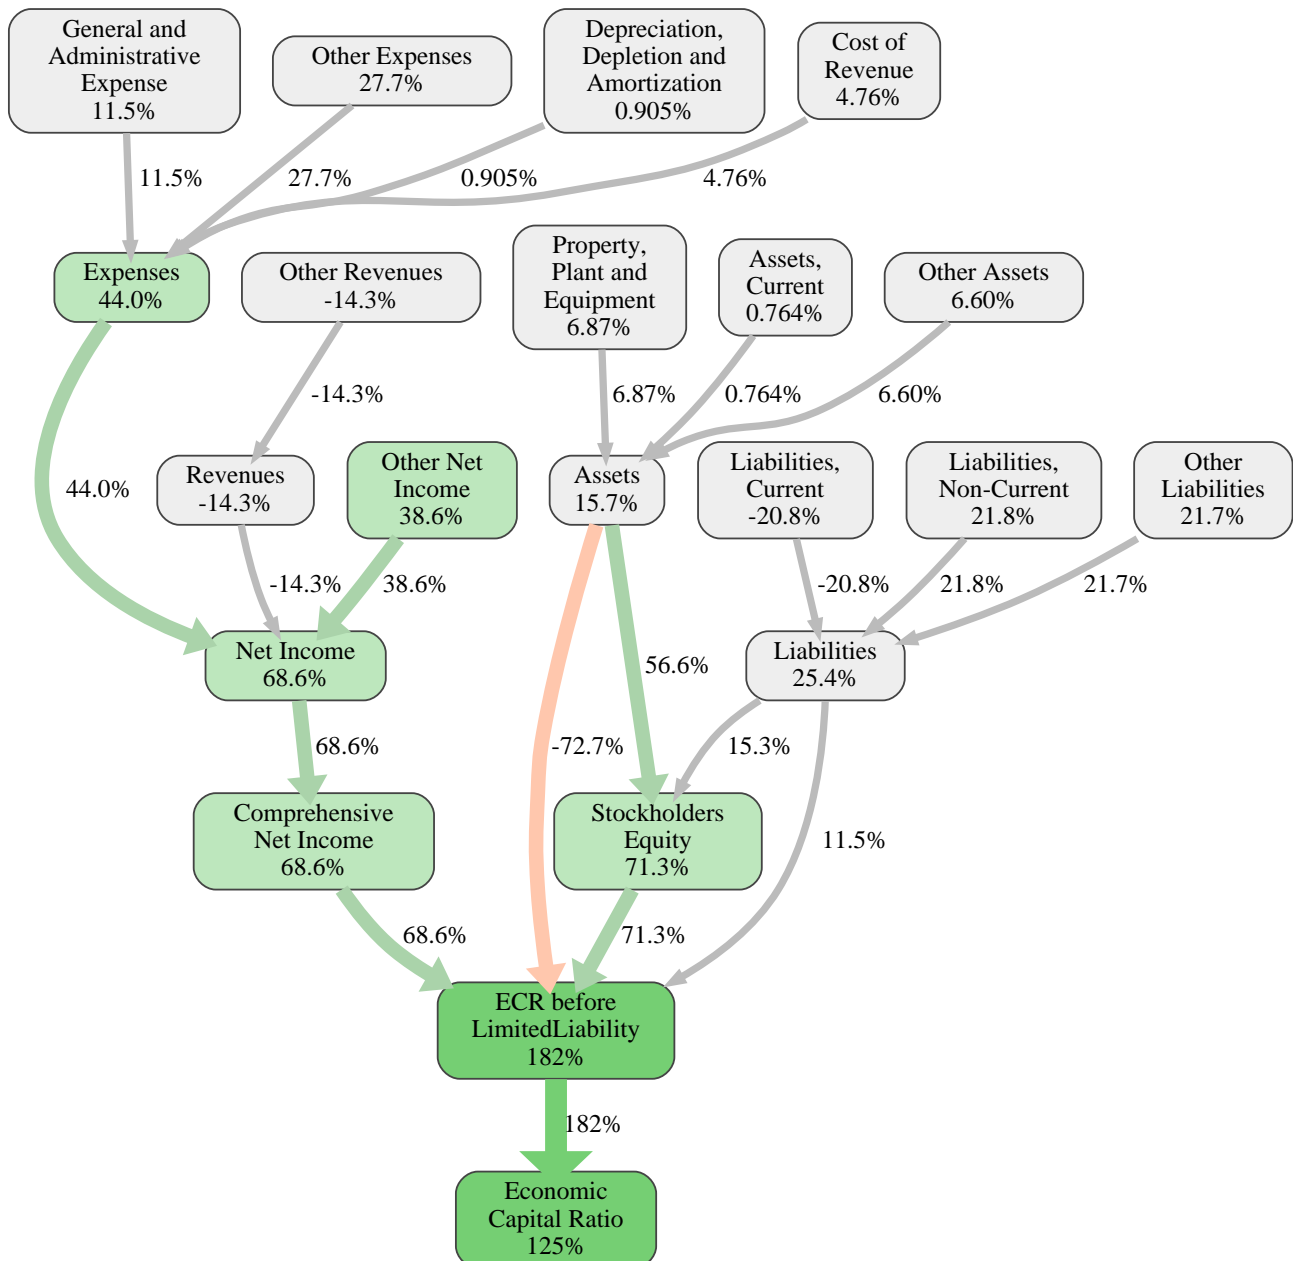 General and
Administrative
Expense
11.5%
Other Expenses
27.7%
Depreciation,
Depletion and
Amortization
0.905%
Cost of
Revenue
4.76%
11.5%
27.7%
0.905%
4.76%
Expenses
44.0%
Other Revenues
-14.3%
Property,
Plant and
Equipment
6.87%
Assets,
Current
0.764%
Other Assets
6.60%
-14.3%
6.87%
0.764%
6.60%
44.0%
Revenues
-14.3%
Other Net
Income
38.6%
Assets
15.7%
Liabilities,
Current
-20.8%
Liabilities,
Non-Current
21.8%
Other
Liabilities
21.7%
-14.3%
38.6%
-20.8%
21.8%
21.7%
Net Income
68.6%
56.6%
Liabilities
25.4%
68.6%
-72.7%
15.3%
Comprehensive
Net Income
68.6%
Stockholders
Equity
71.3%
11.5%
68.6%
71.3%
ECR before
LimitedLiability
182%
182%
Economic
Capital Ratio
125%